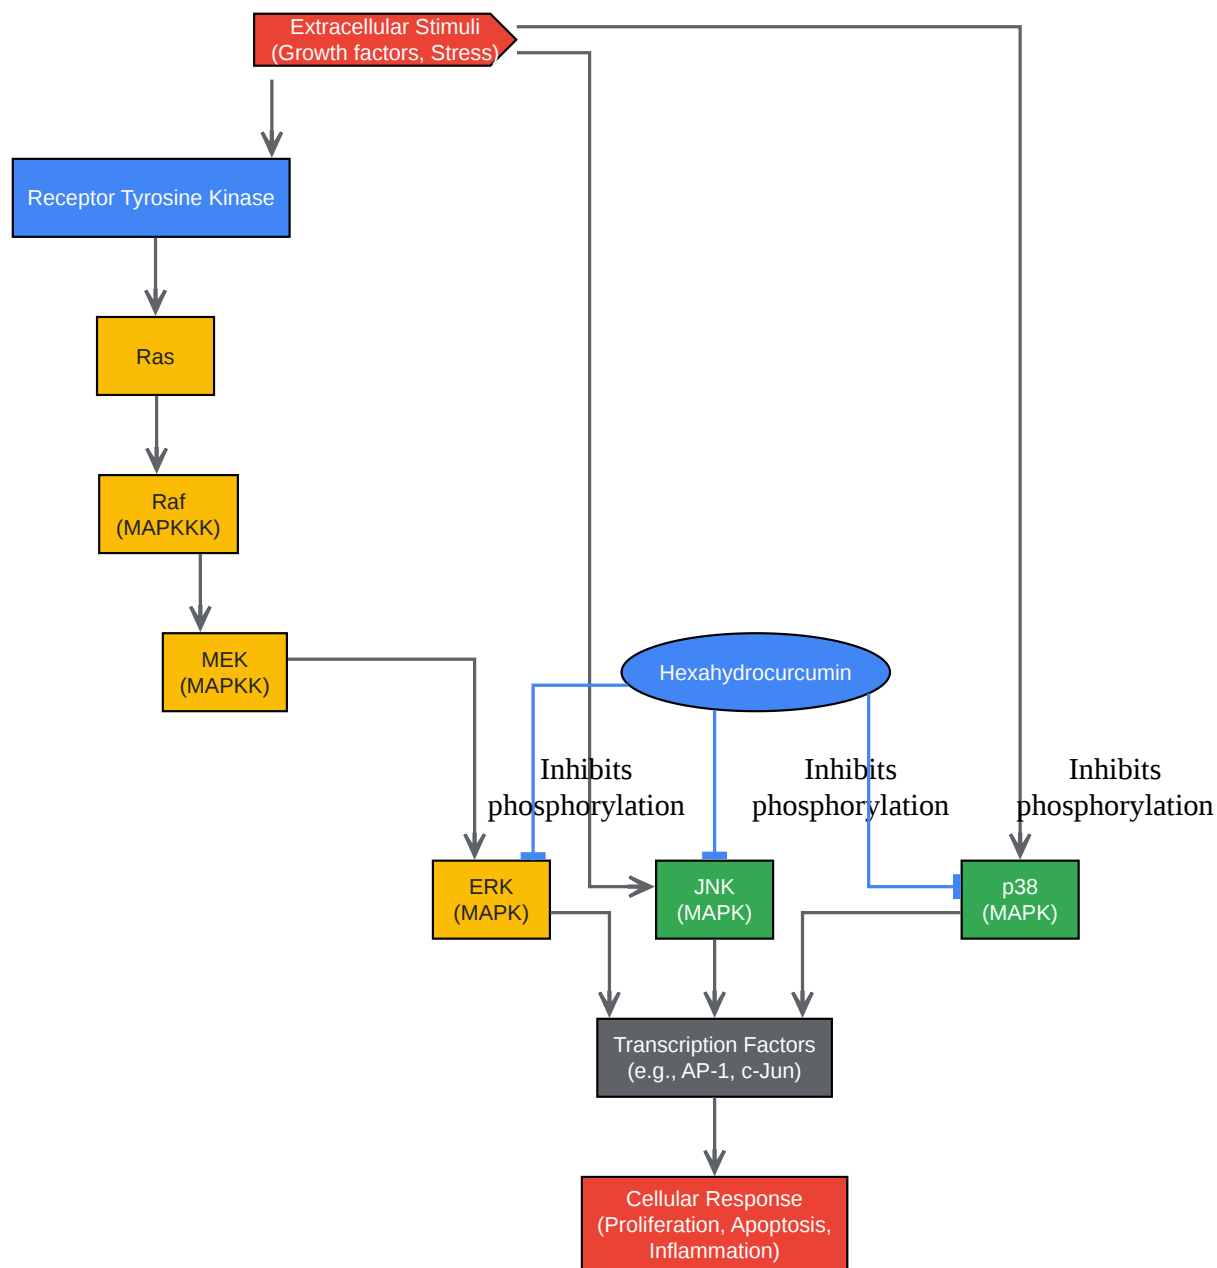 Extracellular Stimuli
(Growth factors, Stress)
Receptor Tyrosine Kinase
Ras
Raf
(MAPKKK)
MEK
(MAPKK)
Hexahydrocurcumin
Inhibits
phosphorylation
Inhibits
phosphorylation
Inhibits
phosphorylation
ERK
(MAPK)
JNK
(MAPK)
p38
(MAPK)
Transcription Factors
(e.g., AP-1, c-Jun)
Cellular Response
(Proliferation, Apoptosis,
Inflammation)